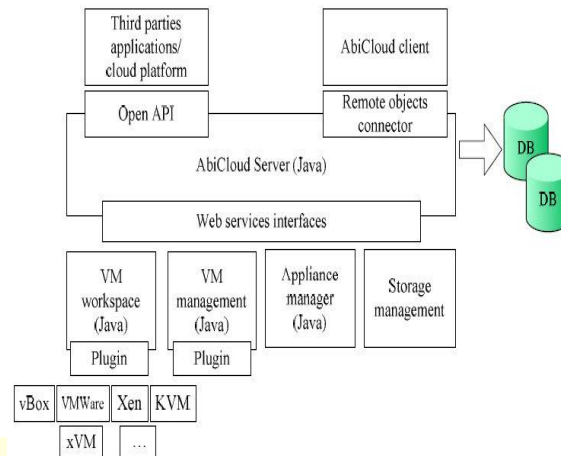 Third parties
applications/
cloud platform
AbiCloud client
Open API
Remote objects
connector
AbiCloud Server (Java)
DB
DB
Web services interfaces
VM
workspace
(Java)
Plugin
VM
management
(Java)
Plugin
Appliance
manager
(Java)
Storage
management
vBox
VMWare
Xen
KVM
xVM
...